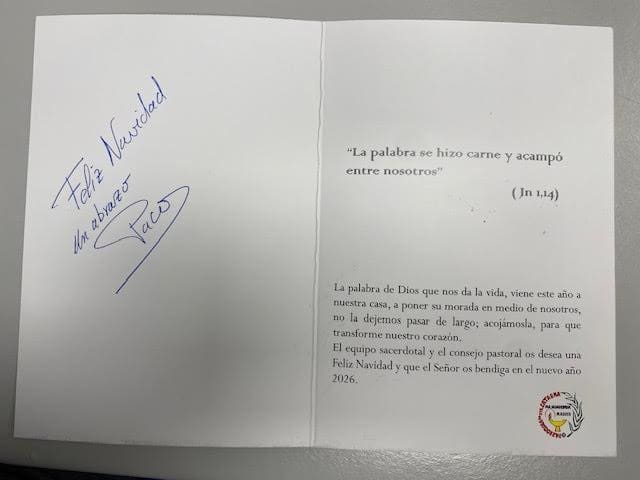 Feliz Navidad
Un abrazo
Paco
“La palabra se hizo carne y acampó
entre nosotros”
(Jn 1,14)
La palabra de Dios que nos da la vida, viene este año a
nuestra casa, a poner su morada en medio de nosotros,
no la dejemos pasar de largo; acojámosla, para que
transforme nuestro corazón.
El equipo sacerdotal y el consejo pastoral os desea una
Feliz Navidad y que el Señor os bendiga en el nuevo año
2026.
MADRID